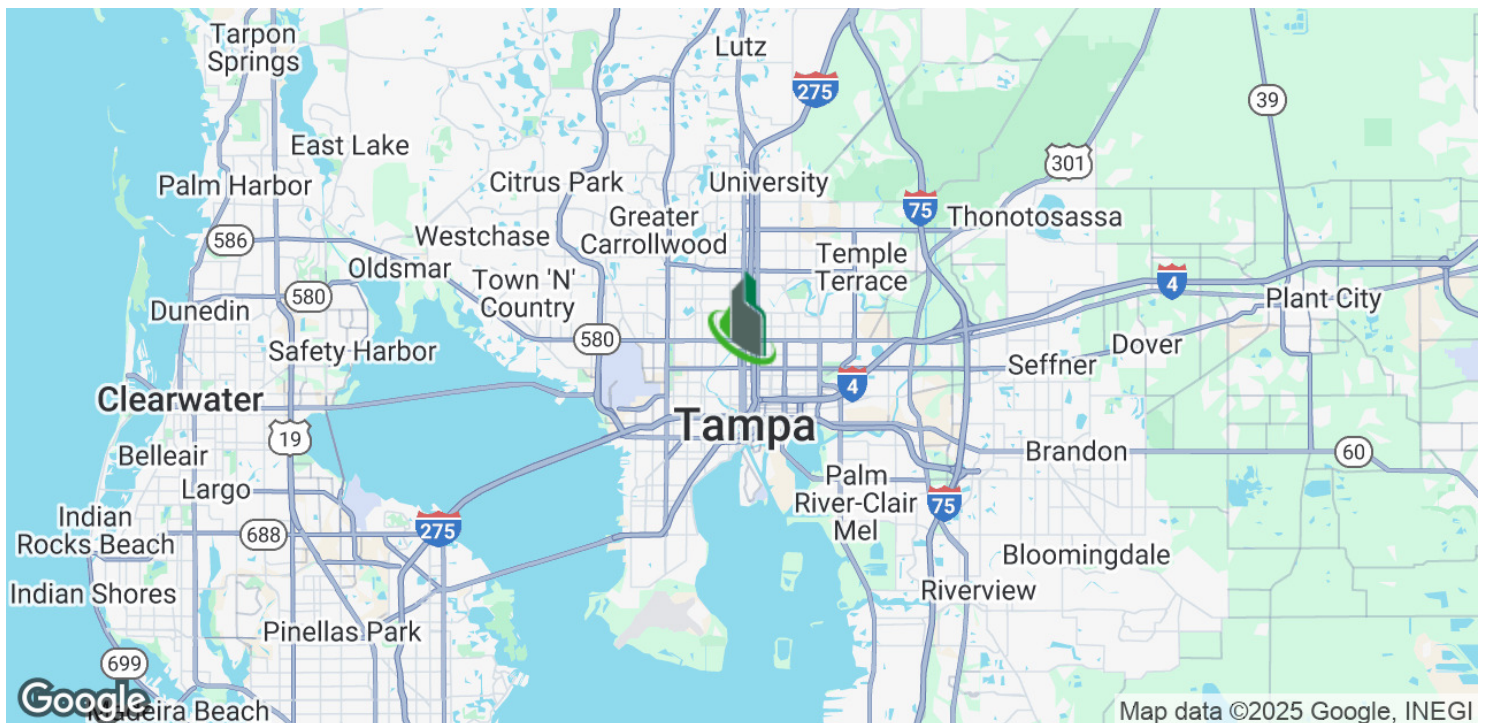 Tarpon
Springs
Lutz
275
39
East Lake
301
Palm Harbor
Citrus Park
University
75
Thonotosassa
586
Westchase
Greater
Carrollwood
Oldsmar
Temple
Terrace
4
580
Town 'N'
Country
Plant City
Dunedin
580
Safety Harbor
Dover
Seffner
4
Clearwater
19
Tampa
Belleair
Brandon
60
Largo
Palm
River-Clair
Mel
75
Indian
Rocks Beach
688
275
Bloomingdale
Indian Shores
Riverview
Pinellas Park
699
Google
Madeira Beach
Map data ©2025 Google, INEGI